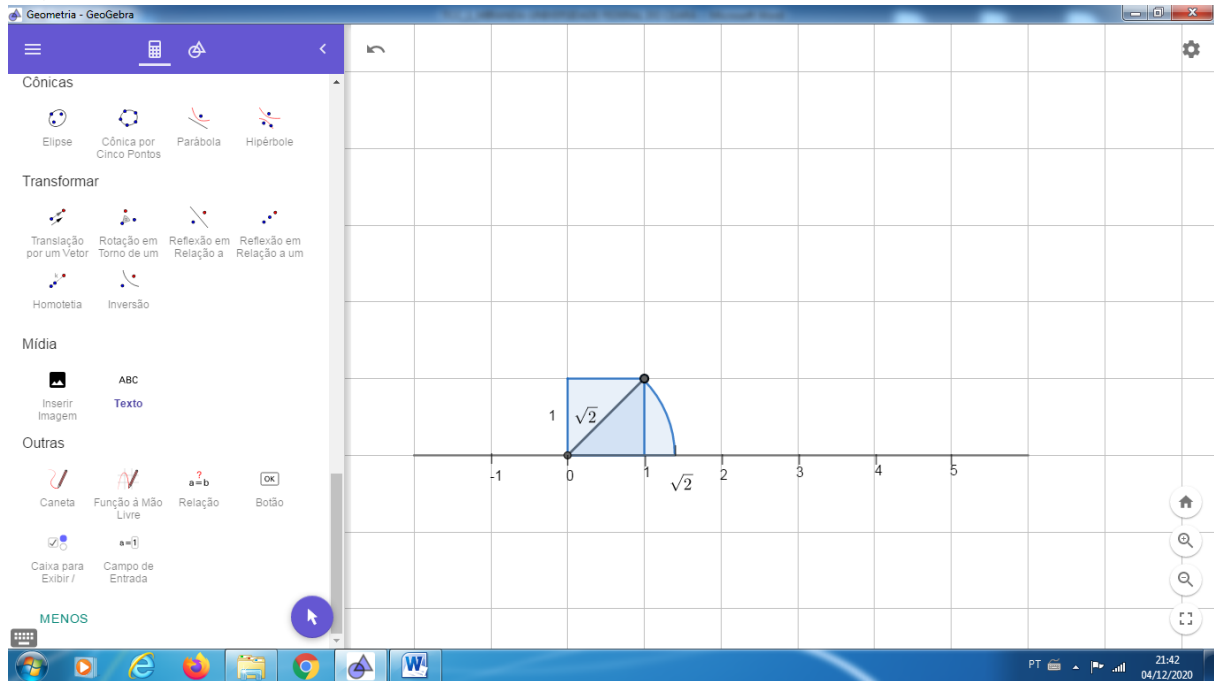 Geometria - GeoGebra
Cônicas
Elipse
Cônica por
Cinco Pontos
Parábola
Hipérbole
Transformar
Translação
por um Vetor
Rotação em
Torno de um
Reflexão em
Relação a
Reflexão em
Relação a um
Homotetia
Inversão
Mídia
ABC
Inserir
Imagem
Texto
Outras
a=b
OK
Caneta
Função à Mão
Livre
Relação
Botão
a=1
Caixa para
Exibir /
Campo de
Entrada
MENOS
1
√2
-1 0 1 √2 2 3 4 5
PT
21:42
04/12/2020